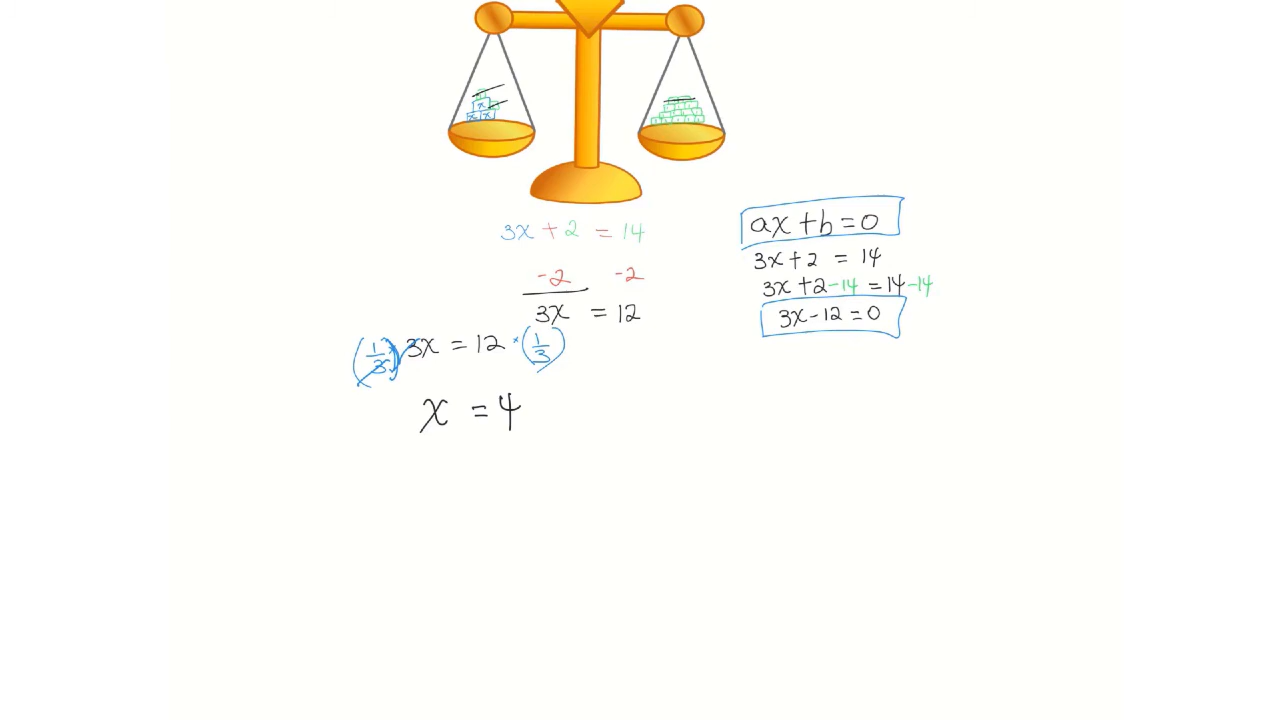 3x + 2 = 14
-2 -2
3x = 12
(1/3) 3x = 12 · (1/3)
x = 4
ax + b = 0
3x + 2 = 14
3x + 2 - 14 = 14 - 14
3x - 12 = 0